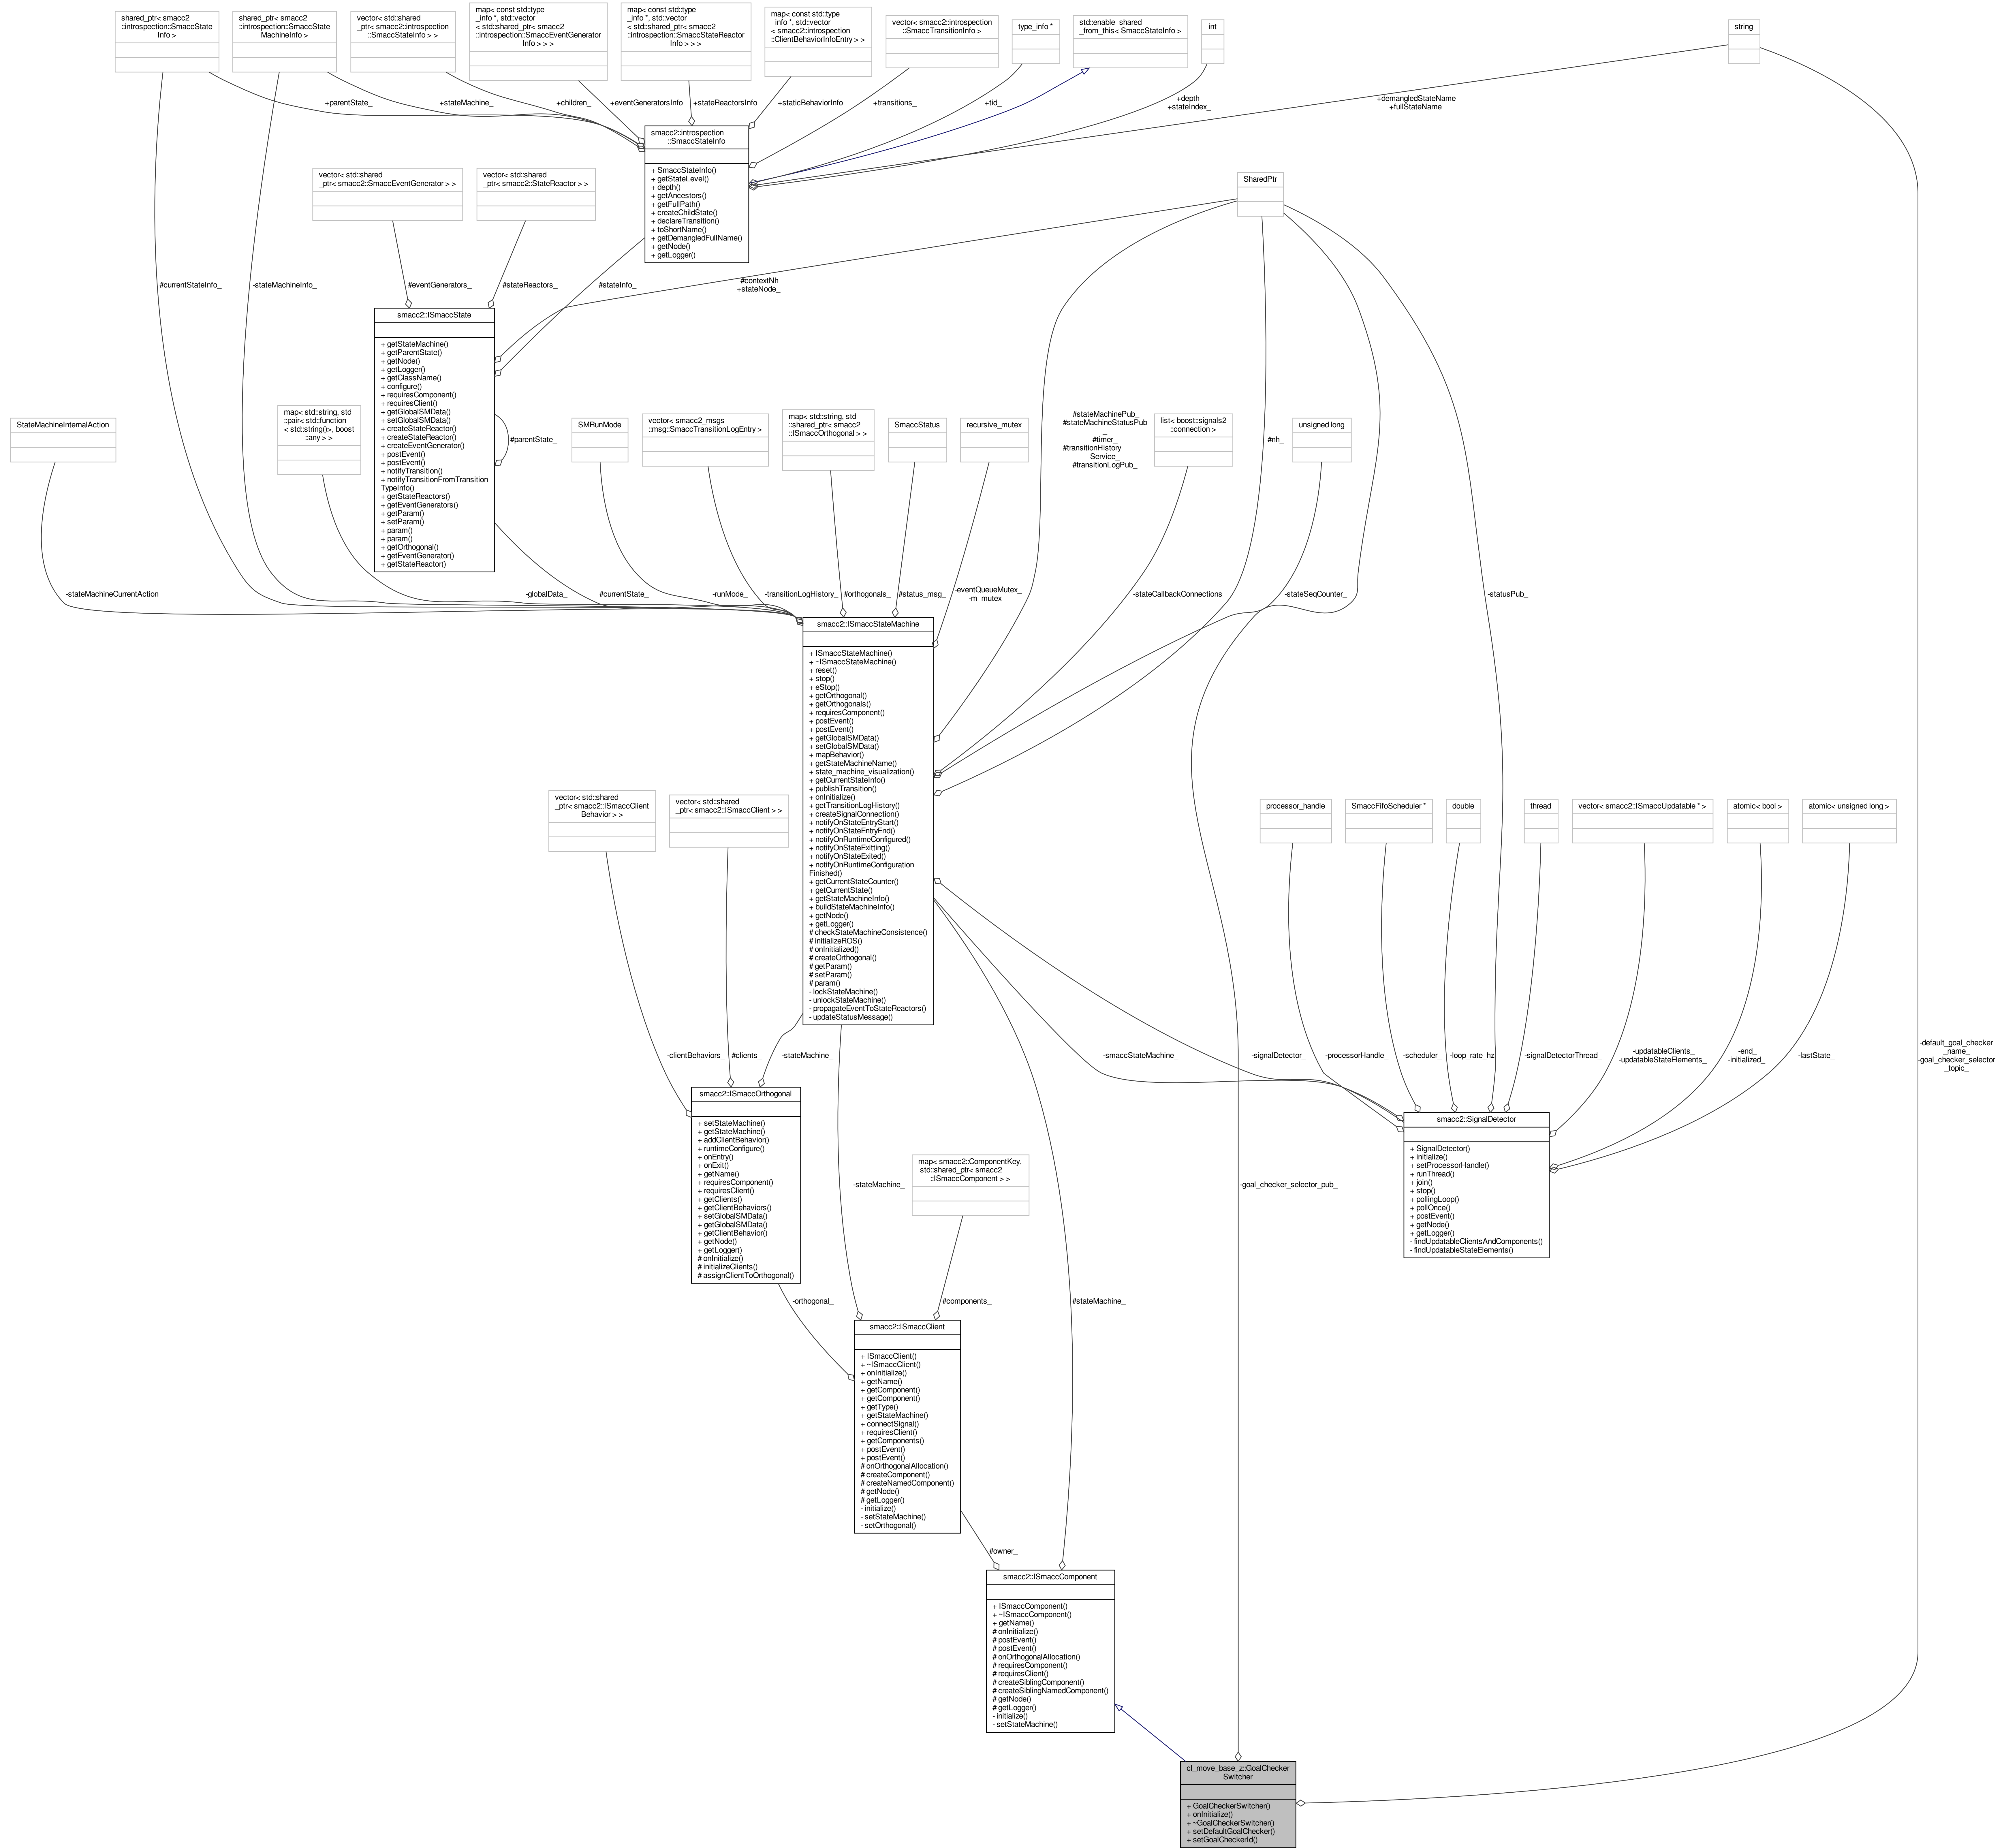 shared_ptr< smacc2
::introspection::SmaccState
Info >
shared_ptr< smacc2
::introspection::SmaccState
MachineInfo >
vector< std::shared
_ptr< smacc2::introspection
::SmaccStateInfo > >
map< const std::type
_info *, std::vector
< std::shared_ptr< smacc2
::introspection::SmaccEventGenerator
Info > > >
map< const std::type
_info *, std::vector
< std::shared_ptr< smacc2
::introspection::SmaccStateReactor
Info > > >
map< const std::type
_info *, std::vector
< smacc2::introspection
::ClientBehaviorInfoEntry > >
vector< smacc2::introspection
::SmaccTransitionInfo >
type_info *
std::enable_shared
_from_this< SmaccStateInfo >
int
string
+parentState_
+stateMachine_
+children_
+eventGeneratorsInfo
+stateReactorsInfo
+staticBehaviorInfo
+transitions_
+tid_
+depth_
+stateIndex_
+demangledStateName
+fullStateName
smacc2::introspection
::SmaccStateInfo
+ SmaccStateInfo()
+ getStateLevel()
+ depth()
+ getAncestors()
+ getFullPath()
+ createChildState()
+ declareTransition()
+ toShortName()
+ getDemangledFullName()
+ getNode()
+ getLogger()
vector< std::shared
_ptr< smacc2::SmaccEventGenerator > >
vector< std::shared
_ptr< smacc2::StateReactor > >
SharedPtr
#currentStateInfo_
-stateMachineInfo_
#eventGenerators_
#stateReactors_
#stateInfo_
#contextNh
+stateNode_
smacc2::ISmaccState
+ getStateMachine()
+ getParentState()
+ getNode()
+ getLogger()
+ getClassName()
+ configure()
+ requiresComponent()
+ requiresClient()
+ getGlobalSMData()
+ setGlobalSMData()
+ createStateReactor()
+ createStateReactor()
+ createEventGenerator()
+ postEvent()
+ postEvent()
+ notifyTransition()
+ notifyTransitionFromTransition
TypeInfo()
+ getStateReactors()
+ getEventGenerators()
+ getParam()
+ setParam()
+ param()
+ param()
+ getOrthogonal()
+ getEventGenerator()
+ getStateReactor()
#parentState_
StateMachineInternalAction
map< std::string, std
::pair< std::function
< std::string()>, boost
::any > >
SMRunMode
vector< smacc2_msgs
::msg::SmaccTransitionLogEntry >
map< std::string, std
::shared_ptr< smacc2
::ISmaccOrthogonal > >
SmaccStatus
recursive_mutex
#stateMachinePub_
#stateMachineStatusPub
_
#timer_
#transitionHistory
Service_
#transitionLogPub_
list< boost::signals2
::connection >
#nh_
unsigned long
-stateMachineCurrentAction
-globalData_
#currentState_
-runMode_
-transitionLogHistory_
#orthogonals_
#status_msg_
-eventQueueMutex_
-m_mutex_
-stateCallbackConnections
-stateSeqCounter_
-statusPub_
smacc2::ISmaccStateMachine
+ ISmaccStateMachine()
+ ~ISmaccStateMachine()
+ reset()
+ stop()
+ eStop()
+ getOrthogonal()
+ getOrthogonals()
+ requiresComponent()
+ postEvent()
+ postEvent()
+ getGlobalSMData()
+ setGlobalSMData()
+ mapBehavior()
+ getStateMachineName()
+ state_machine_visualization()
+ getCurrentStateInfo()
+ publishTransition()
+ onInitialize()
+ getTransitionLogHistory()
+ createSignalConnection()
+ notifyOnStateEntryStart()
+ notifyOnStateEntryEnd()
+ notifyOnRuntimeConfigured()
+ notifyOnStateExitting()
+ notifyOnStateExited()
+ notifyOnRuntimeConfiguration
Finished()
+ getCurrentStateCounter()
+ getCurrentState()
+ getStateMachineInfo()
+ buildStateMachineInfo()
+ getNode()
+ getLogger()
# checkStateMachineConsistence()
# initializeROS()
# onInitialized()
# createOrthogonal()
# getParam()
# setParam()
# param()
- lockStateMachine()
- unlockStateMachine()
- propagateEventToStateReactors()
- updateStatusMessage()
vector< std::shared
_ptr< smacc2::ISmaccClient
Behavior > >
vector< std::shared
_ptr< smacc2::ISmaccClient > >
processor_handle
SmaccFifoScheduler *
double
thread
vector< smacc2::ISmaccUpdatable * >
atomic< bool >
atomic< unsigned long >
-clientBehaviors_
#clients_
-stateMachine_
-smaccStateMachine_
-signalDetector_
-processorHandle_
-scheduler_
-loop_rate_hz
-signalDetectorThread_
-updatableClients_
-updatableStateElements_
-end_
-initialized_
-lastState_
-default_goal_checker
_name_
-goal_checker_selector
_topic_
smacc2::ISmaccOrthogonal
+ setStateMachine()
+ getStateMachine()
+ addClientBehavior()
+ runtimeConfigure()
+ onEntry()
+ onExit()
+ getName()
+ requiresComponent()
+ requiresClient()
+ getClients()
+ getClientBehaviors()
+ setGlobalSMData()
+ getGlobalSMData()
+ getClientBehavior()
+ getNode()
+ getLogger()
# onInitialize()
# initializeClients()
# assignClientToOrthogonal()
smacc2::SignalDetector
+ SignalDetector()
+ initialize()
+ setProcessorHandle()
+ runThread()
+ join()
+ stop()
+ pollingLoop()
+ pollOnce()
+ postEvent()
+ getNode()
+ getLogger()
- findUpdatableClientsAndComponents()
- findUpdatableStateElements()
-stateMachine_
map< smacc2::ComponentKey,
std::shared_ptr< smacc2
::ISmaccComponent > >
-goal_checker_selector_pub_
-orthogonal_
#components_
#stateMachine_
smacc2::ISmaccClient
+ ISmaccClient()
+ ~ISmaccClient()
+ onInitialize()
+ getName()
+ getComponent()
+ getComponent()
+ getType()
+ getStateMachine()
+ connectSignal()
+ requiresClient()
+ getComponents()
+ postEvent()
+ postEvent()
# onOrthogonalAllocation()
# createComponent()
# createNamedComponent()
# getNode()
# getLogger()
- initialize()
- setStateMachine()
- setOrthogonal()
#owner_
smacc2::ISmaccComponent
+ ISmaccComponent()
+ ~ISmaccComponent()
+ getName()
# onInitialize()
# postEvent()
# postEvent()
# onOrthogonalAllocation()
# requiresComponent()
# requiresClient()
# createSiblingComponent()
# createSiblingNamedComponent()
# getNode()
# getLogger()
- initialize()
- setStateMachine()
cl_move_base_z::GoalChecker
Switcher
+ GoalCheckerSwitcher()
+ onInitialize()
+ ~GoalCheckerSwitcher()
+ setDefaultGoalChecker()
+ setGoalCheckerId()